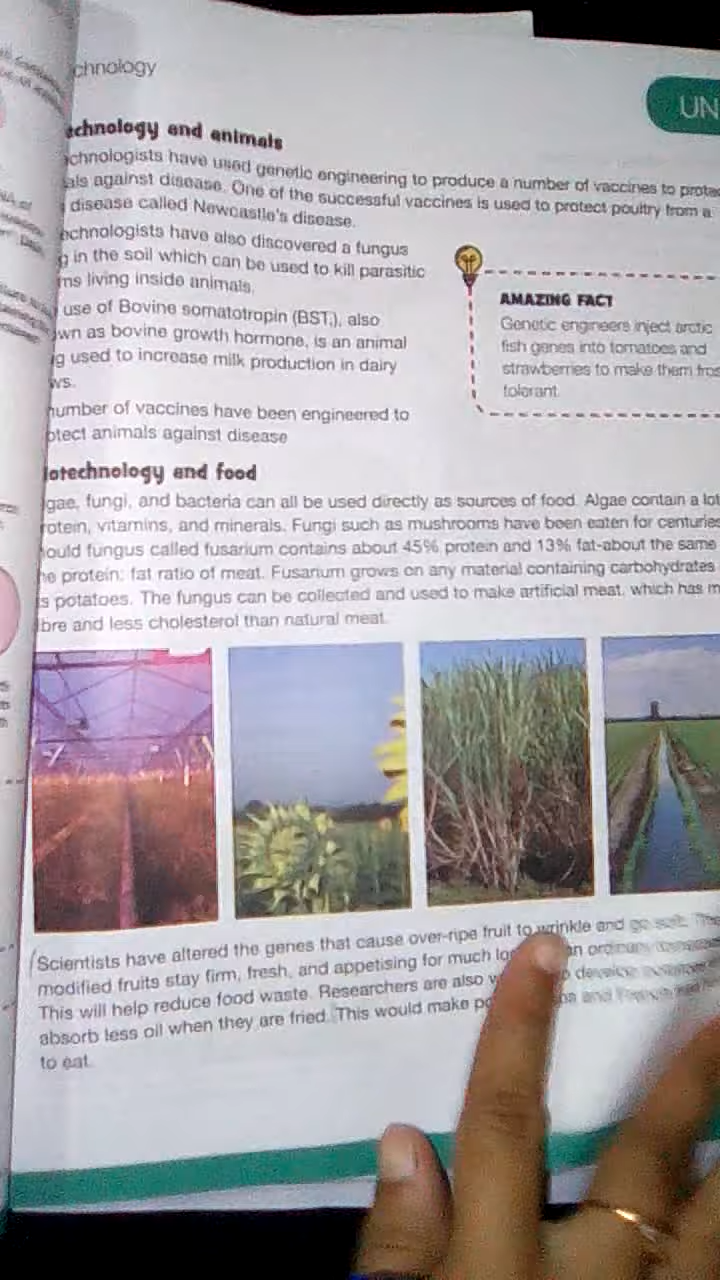 chnology
UN
echnology and animals
chnologists have used genetic engineering to produce a number of vaccines to prote
als against disease. One of the successful vaccines is used to protect poultry from a
disease called Newcastle's disease.
echnologists have also discovered a fungus
g in the soil which can be used to kill parasitic
ms living inside animals.
use of Bovine somatotropin (BST,), also
wn as bovine growth hormone, is an animal
g used to increase milk production in dairy
ws.
number of vaccines have been engineered to
otect animals against disease
AMAZING FACT
Genetic engineers inject arctic
fish genes into tomatoes and
strawberries to make them fros
tolerant.
iotechnology and food
gae, fungi, and bacteria can all be used directly as sources of food. Algae contain a lot
rotein, vitamins, and minerals. Fungi such as mushrooms have been eaten for centuries
ould fungus called fusarium contains about 45% protein and 13% fat-about the same
he protein: fat ratio of meat. Fusarium grows on any material containing carbohydrates
s potatoes. The fungus can be collected and used to make artificial meat, which has m
ibre and less cholesterol than natural meat.
Scientists have altered the genes that cause over-ripe fruit to wrinkle and go soft.
modified fruits stay firm, fresh, and appetising for much an ordinary
This will help reduce food waste. Researchers are also develop
absorb less oil when they are fried. This would make and
to eat.